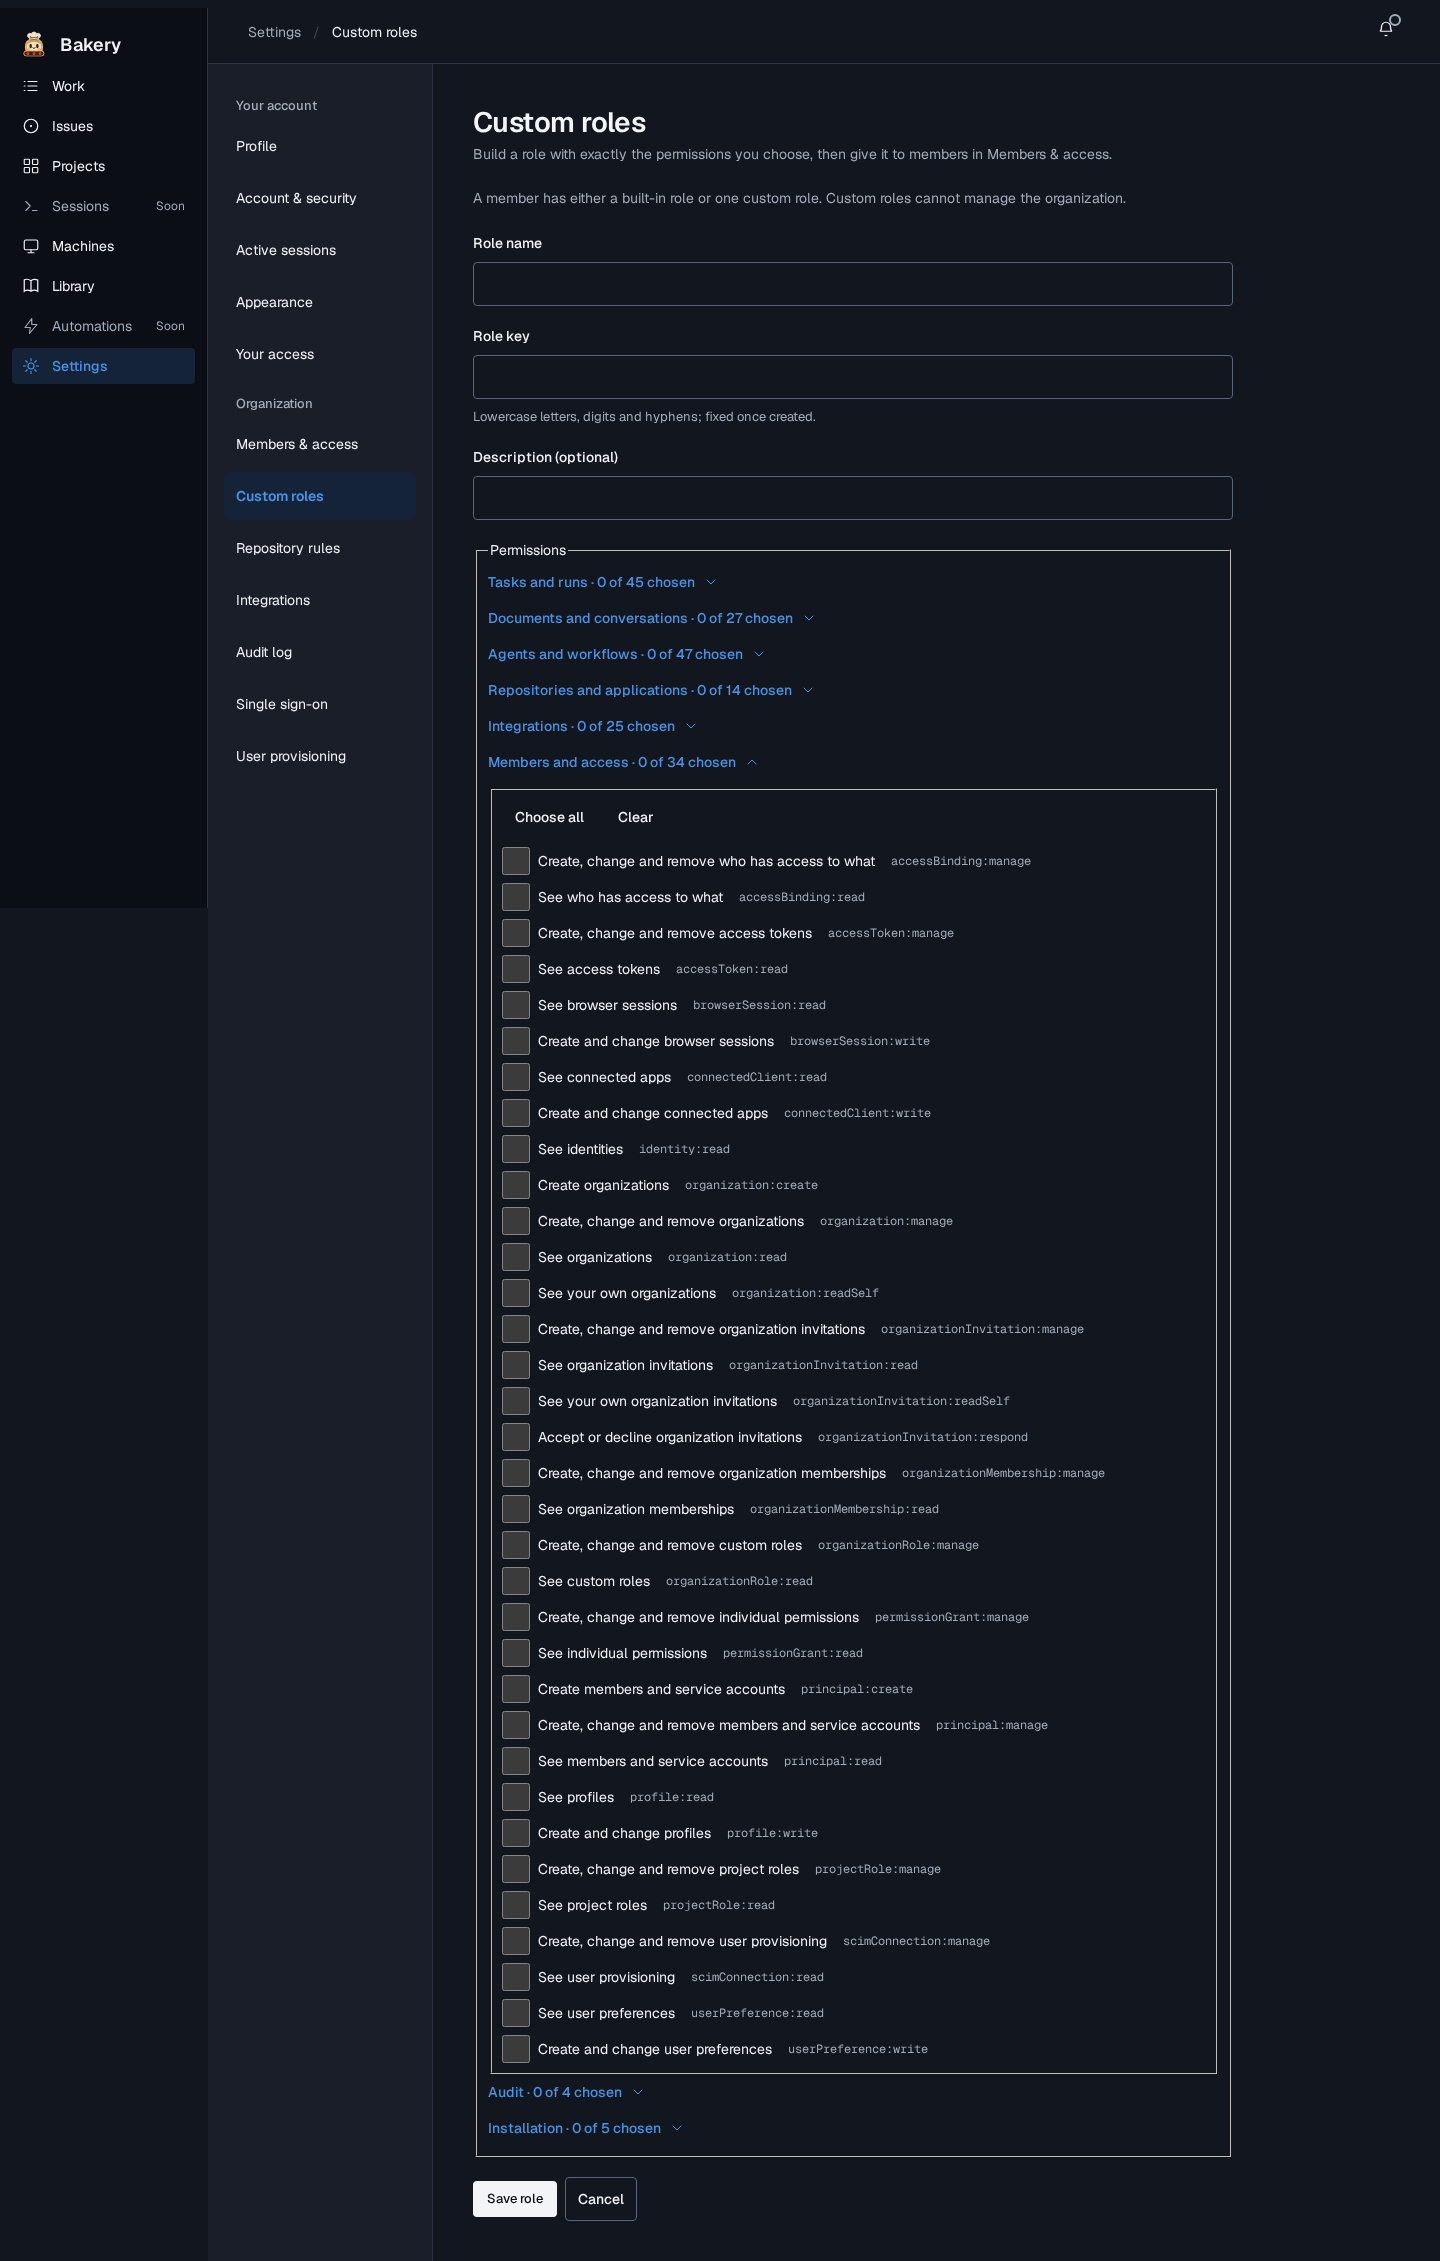 Bakery
Work
Issues
Projects
Sessions Soon
Machines
Library
Automations Soon
Settings
Settings / Custom roles
Your account
Profile
Account & security
Active sessions
Appearance
Your access
Organization
Members & access
Custom roles
Repository rules
Integrations
Audit log
Single sign-on
User provisioning
Custom roles
Build a role with exactly the permissions you choose, then give it to members in Members & access.
A member has either a built-in role or one custom role. Custom roles cannot manage the organization.
Role name
Role key
Lowercase letters, digits and hyphens; fixed once created.
Description (optional)
Permissions
Tasks and runs · 0 of 45 chosen
Documents and conversations · 0 of 27 chosen
Agents and workflows · 0 of 47 chosen
Repositories and applications · 0 of 14 chosen
Integrations · 0 of 25 chosen
Members and access · 0 of 34 chosen
Choose all Clear
Create, change and remove who has access to what accessBinding:manage
See who has access to what accessBinding:read
Create, change and remove access tokens accessToken:manage
See access tokens accessToken:read
See browser sessions browserSession:read
Create and change browser sessions browserSession:write
See connected apps connectedClient:read
Create and change connected apps connectedClient:write
See identities identity:read
Create organizations organization:create
Create, change and remove organizations organization:manage
See organizations organization:read
See your own organizations organization:readSelf
Create, change and remove organization invitations organizationInvitation:manage
See organization invitations organizationInvitation:read
See your own organization invitations organizationInvitation:readSelf
Accept or decline organization invitations organizationInvitation:respond
Create, change and remove organization memberships organizationMembership:manage
See organization memberships organizationMembership:read
Create, change and remove custom roles organizationRole:manage
See custom roles organizationRole:read
Create, change and remove individual permissions permissionGrant:manage
See individual permissions permissionGrant:read
Create members and service accounts principal:create
Create, change and remove members and service accounts principal:manage
See members and service accounts principal:read
See profiles profile:read
Create and change profiles profile:write
Create, change and remove project roles projectRole:manage
See project roles projectRole:read
Create, change and remove user provisioning scimConnection:manage
See user provisioning scimConnection:read
See user preferences userPreference:read
Create and change user preferences userPreference:write
Audit · 0 of 4 chosen
Installation · 0 of 5 chosen
Save role Cancel